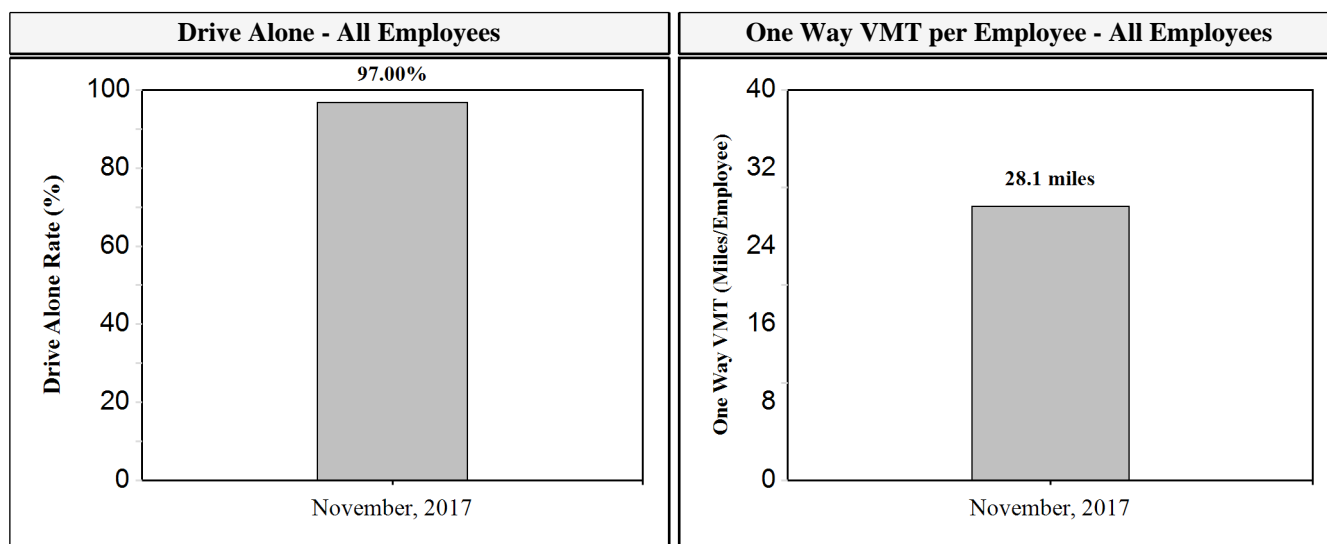 Drive Alone - All Employees
97.00%
100
80
60
40
20
0
Drive Alone Rate (%)
November, 2017
One Way VMT per Employee - All Employees
40
32
24
16
8
0
28.1 miles
One Way VMT (Miles/Employee)
November, 2017